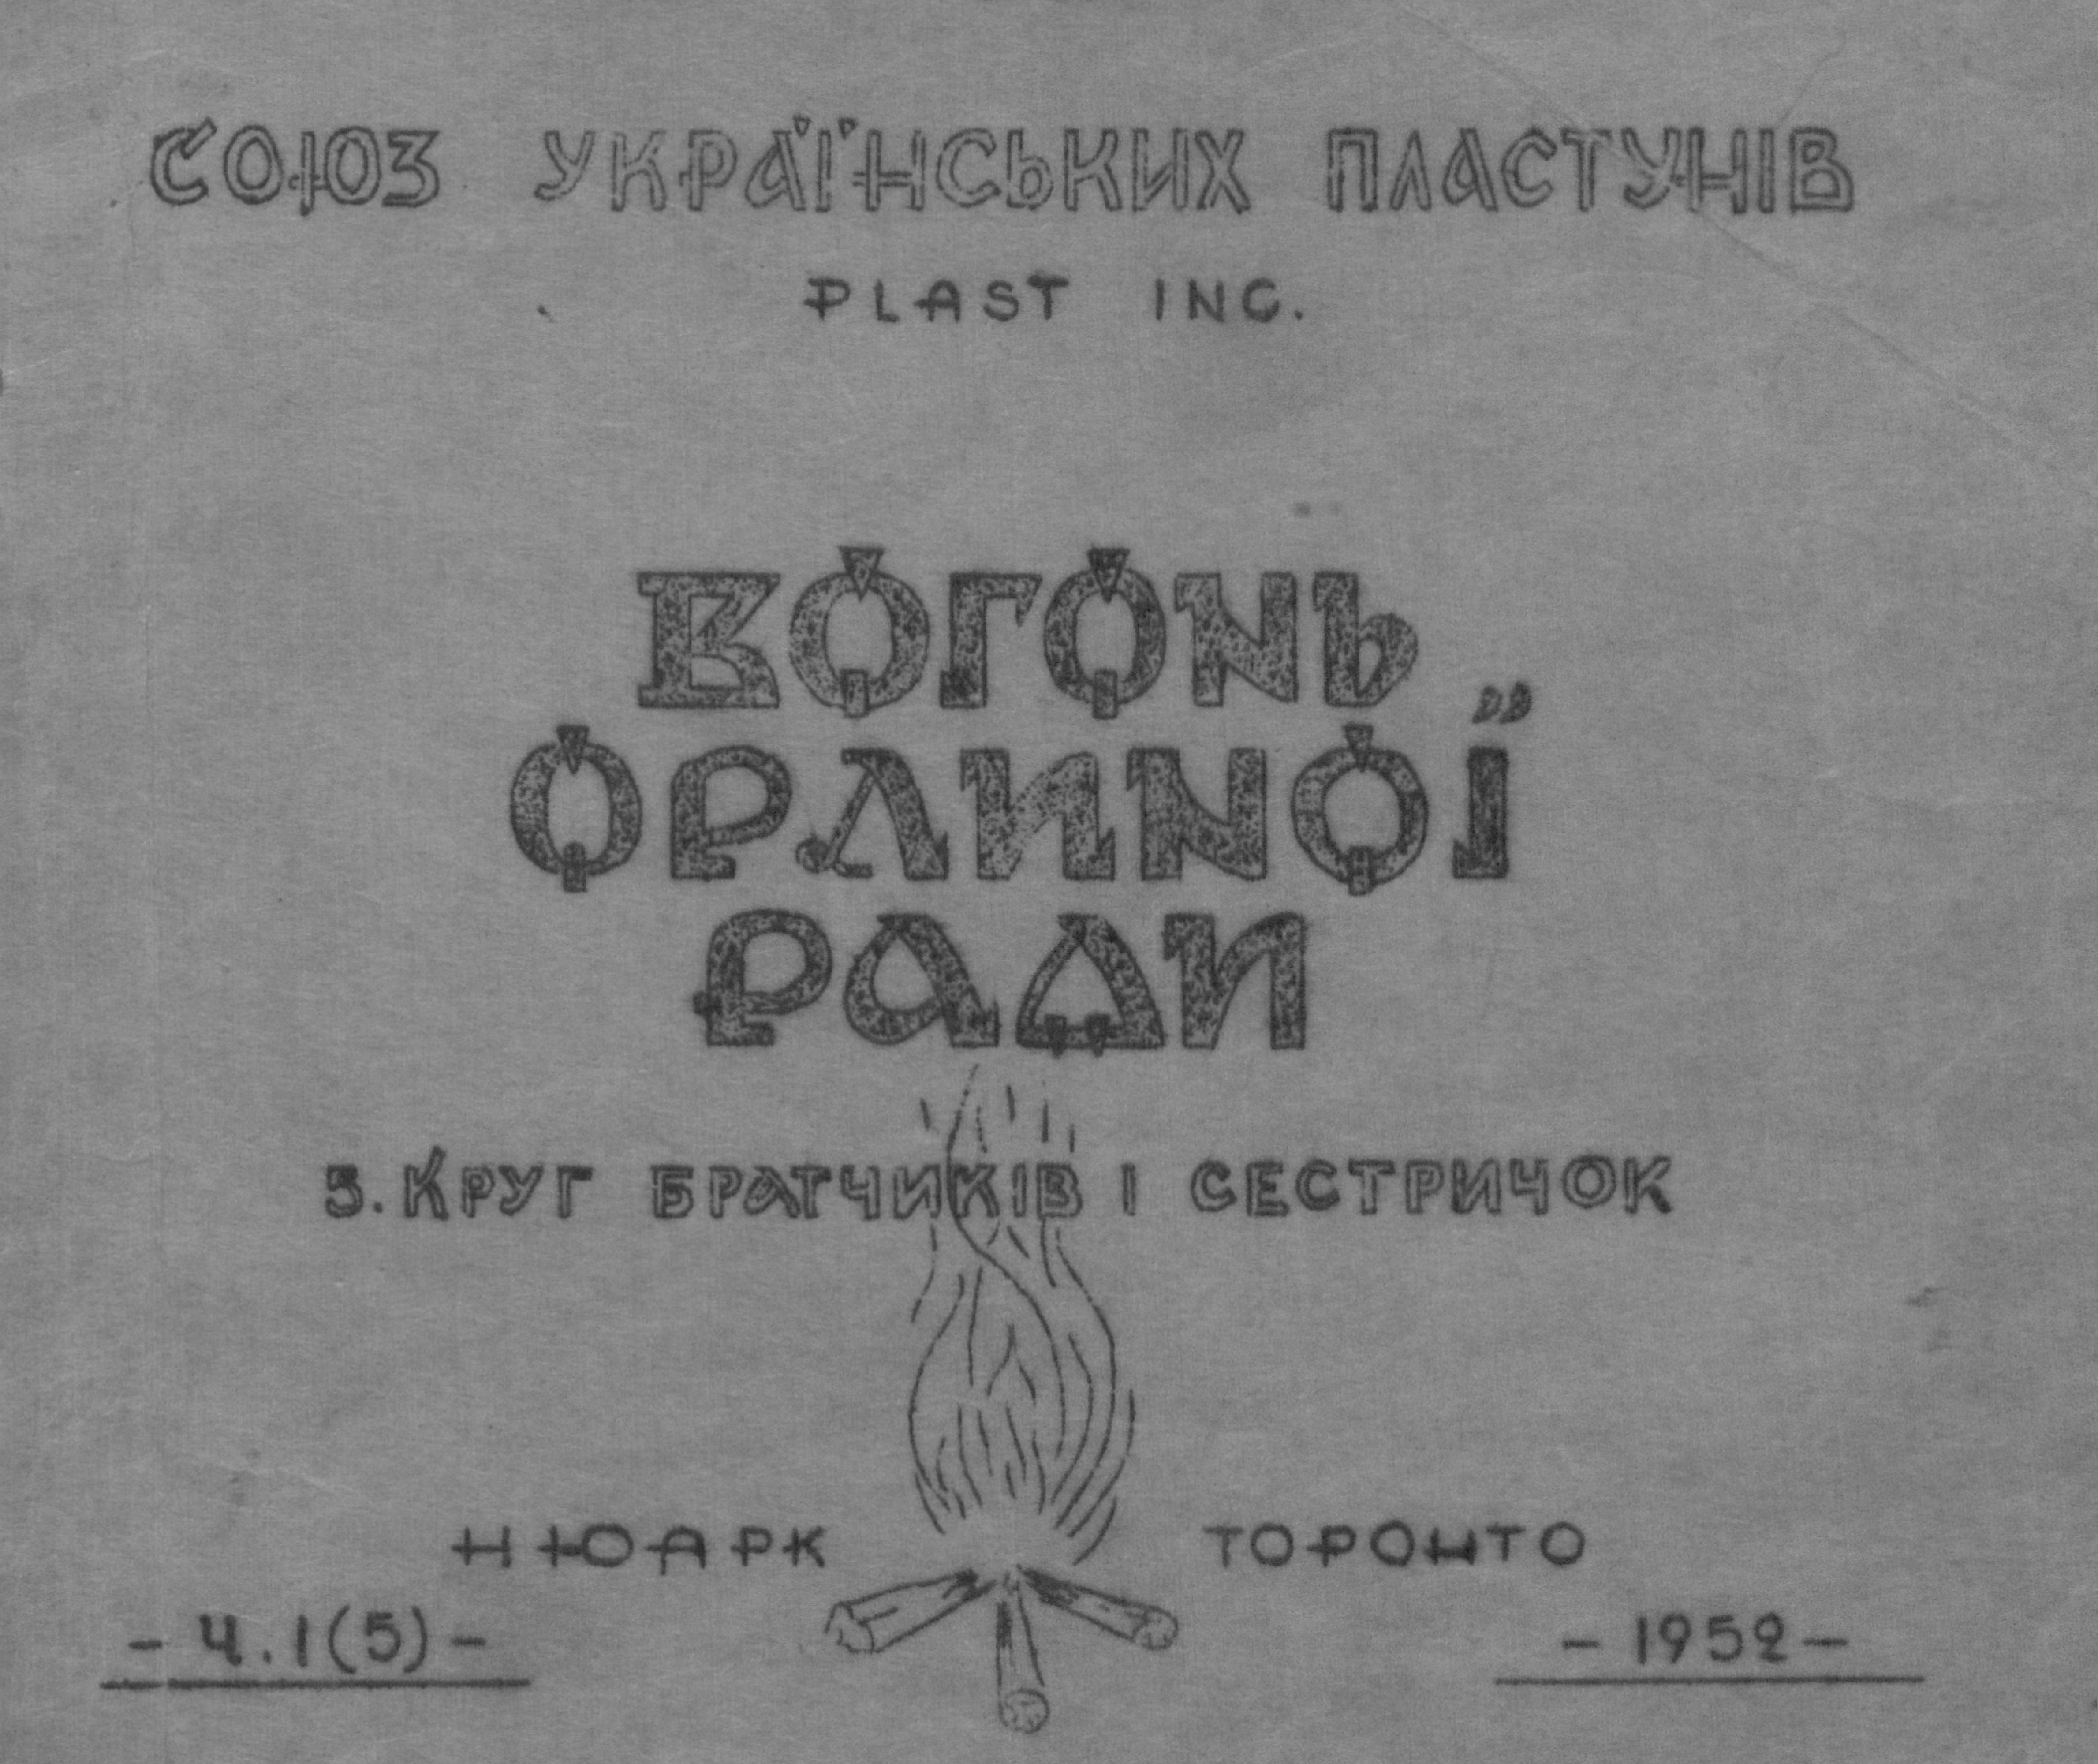 СОЮЗ УКРАЇНСЬКИХ ПЛАСТУНІВ
PLAST INC.
ВОГОНЬ
ОРЛИНОЇ
РАДИ
5. КРУГ БРАТЧИКІВ І СЕСТРИЧОК
НЮАРК ТОРОНТО
- Ч. 1 (5) - - 1952 -